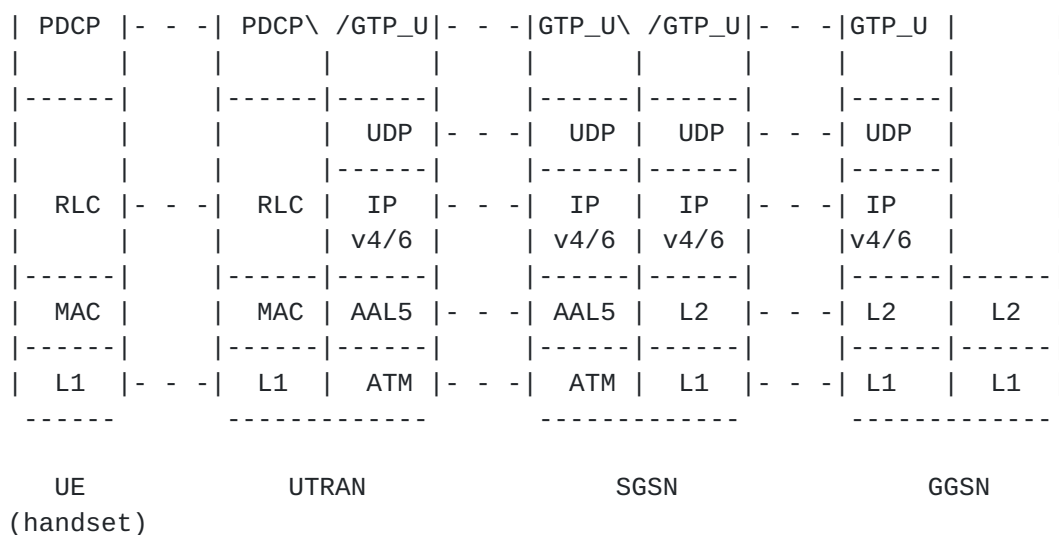 | PDCP |- - -| PDCP\ /GTP_U|- - -|GTP_U\ /GTP_U|- - -|GTP_U |
|      |     |      |      |     |      |      |     |      |
|------|     |------|------|     |------|------|     |------|
|      |     |      |  UDP |- - -|  UDP |  UDP |- - -| UDP  |
|      |     |      |------|     |------|------|     |------|
|  RLC |- - -|  RLC |  IP  |- - -|  IP  |  IP  |- - -| IP   |
|      |     |      | v4/6 |     | v4/6 | v4/6 |     |v4/6  |
|------|     |------|------|     |------|------|     |------|------
|  MAC |     |  MAC | AAL5 |- - -| AAL5 |  L2  |- - -| L2   |  L2
|------|     |------|------|     |------|------|     |------|------
|  L1  |- - -|  L1  |  ATM |- - -|  ATM |  L1  |- - -| L1   |  L1
 ------       -------------       -------------       -------------
   UE             UTRAN                SGSN                GGSN
(handset)